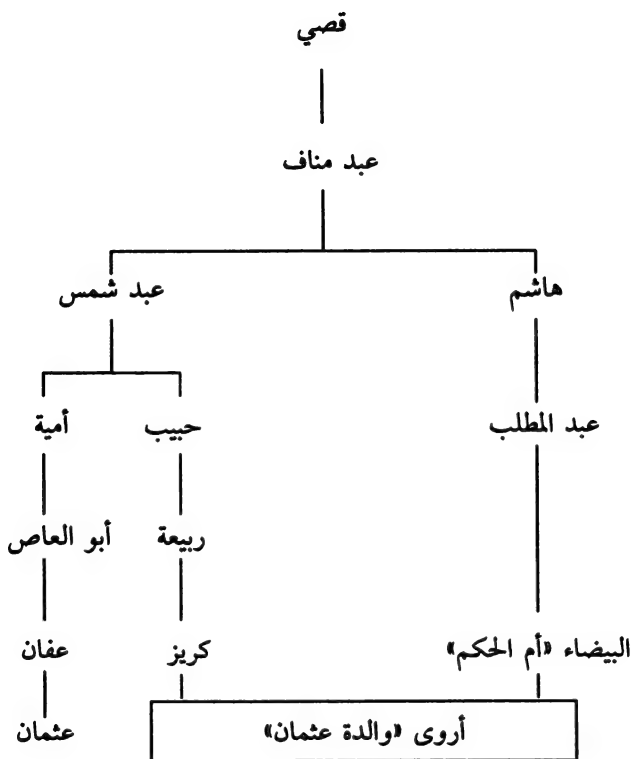 قصي
عبد مناف
هاشم عبد شمس
عبد المطلب حبيب أمية
ربيعة أبو العاص
البيضاء «أم الحكم» كريز عفان
أروى «والدة عثمان» عثمان